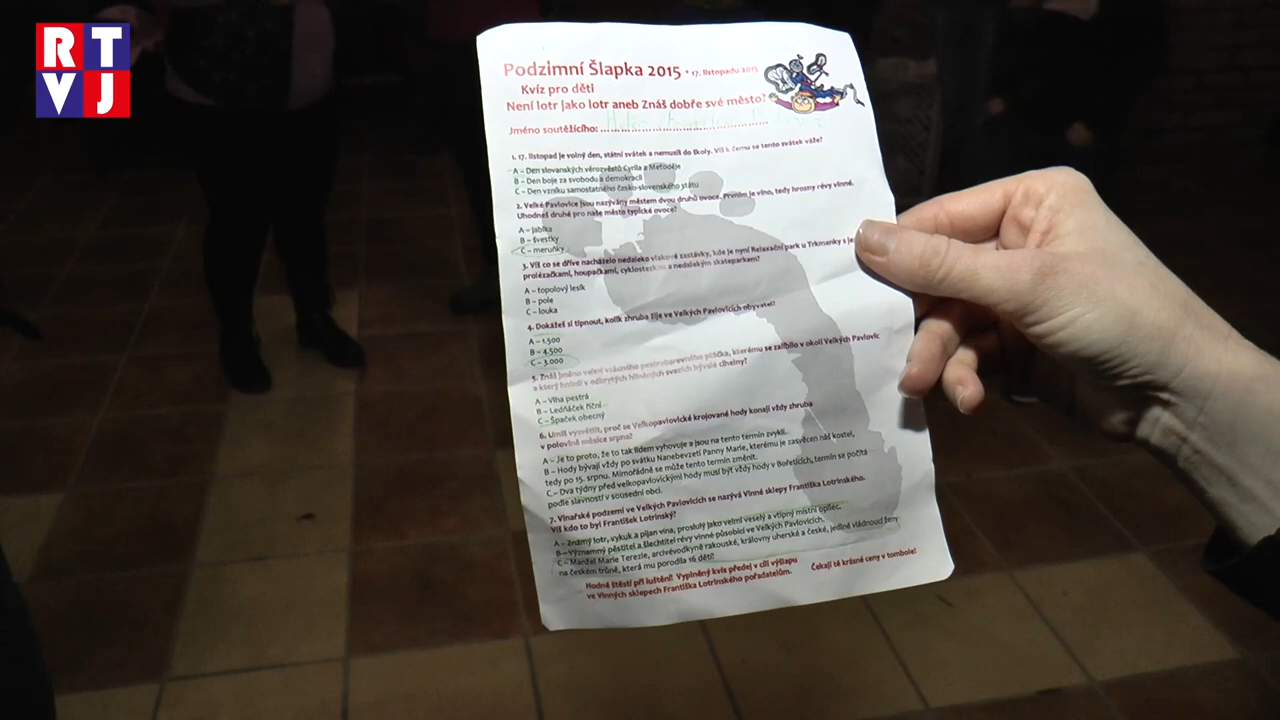 RTVJ
Podzimní Šlapka 2015 • 17. listopadu 2015
Kvíz pro děti
Není lotr jako lotr aneb Znáš dobře své město?
Jméno soutěžícího:
1. 17. listopad je volný den, státní svátek a nemusíš do školy. Víš k čemu se tento svátek váže?
A – Den slovanských věrozvěstů Cyrila a Metoděje
B – Den boje za svobodu a demokracii
C – Den vzniku samostatného česko-slovenského státu
2. Velké Pavlovice jsou nazývány městem dvou druhů ovoce. Prvním je víno, tedy hrozny révy vinné.
Uhodneš druhé pro naše město typické ovoce?
A – jablka
B – švestky
C – meruňky
3. Víš co se dříve nacházelo nedaleko vlakové zastávky, kde je nyní Relaxační park u Trkmanky s je
prolézačkami, houpačkami, cyklostezkou a nedalekým skateparkem?
A – topolový lesík
B – pole
C – louka
4. Dokážeš si tipnout, kolik zhruba žije ve Velkých Pavlovicích obyvatel?
A – 1.500
B – 4.500
C – 3.000
5. Znáš jméno velmi vzácného pestrobarevného ptáčka, kterému se zalíbilo v okolí Velkých Pavlovic
a který hnízdí v odkrytých hliněných svazích bývalé cihelny?
A – Vlha pestrá
B – Ledňáček říční
C – Špaček obecný
6. Umíš vysvětlit, proč se Velkopavlovické krojované hody konají vždy zhruba
v polovině měsíce srpna?
A – Je to proto, že to tak lidem vyhovuje a jsou na tento termín zvyklí.
B – Hody bývají vždy po svátku Nanebevzetí Panny Marie, kterému je zasvěcen náš kostel,
tedy po 15. srpnu. Mimořádně se může tento termín změnit.
C – Dva týdny před velkopavlovickými hody musí být vždy hody v Bořeticích, termín se počítá
podle slavností v sousední obci.
7. Vinařské podzemí ve Velkých Pavlovicích se nazývá Vinné sklepy Františka Lotrinského.
Víš kdo to byl František Lotrinský?
A – Známý lotr, vykuk a pijan vína, proslulý jako velmi veselý a vtipný místní opilec.
B – Významný pěstitel a šlechtitel révy vinné působící ve Velkých Pavlovicích.
C – Manžel Marie Terezie, arcivévodkyně rakouské, královny uherské a české, jediné vládnoucí ženy
na českém trůně, která mu porodila 16 dětí!
Hodně štěstí při luštění! Vyplněný kvíz předej v cíli výšlapu
ve Vinných sklepech Františka Lotrinského pořadatelům.
Čekají tě krásné ceny v tombole!